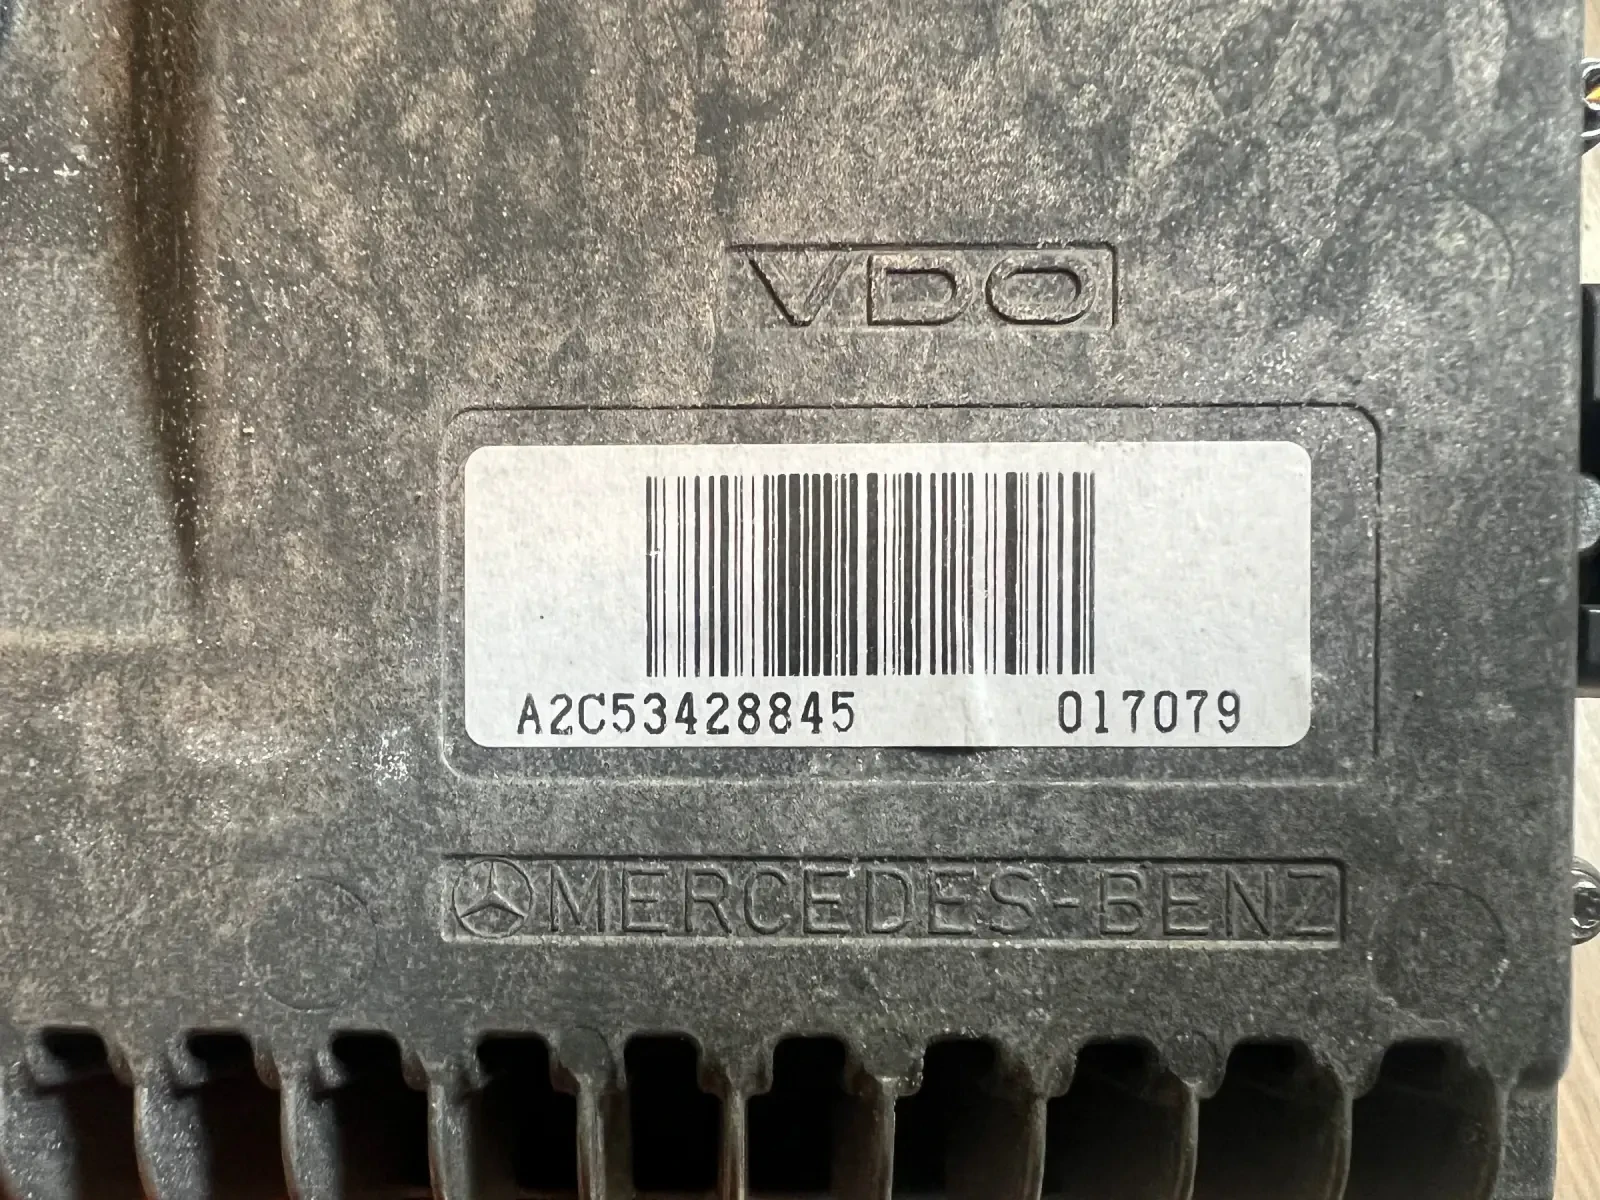 VDO
A2C53428845 017079
MERCEDES-BENZ